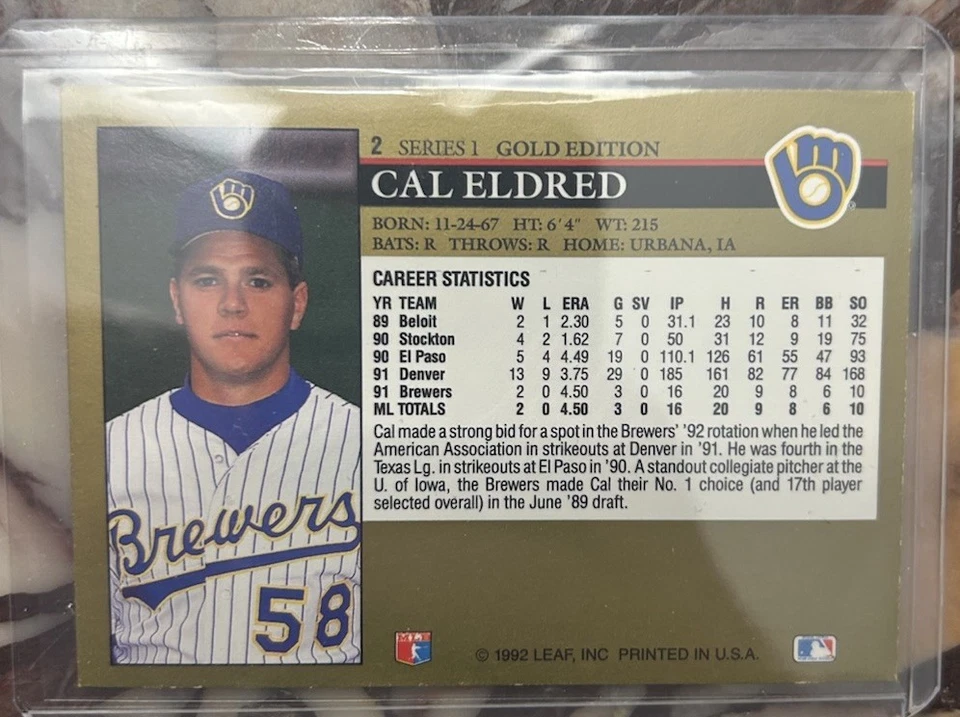 2 SERIES 1 GOLD EDITION
CAL ELDRED
BORN: 11-24-67 HT: 6'4" WT: 215
BATS: R THROWS: R HOME: URBANA, IA
CAREER STATISTICS
YR TEAM W L ERA G SV IP H R ER BB SO
89 Beloit 2 1 2.30 5 0 31.1 23 10 8 11 32
90 Stockton 4 2 1.62 7 0 50 31 12 9 19 75
90 El Paso 5 4 4.49 19 0 110.1 126 61 55 47 93
91 Denver 13 9 3.75 29 0 185 161 82 77 84 168
91 Brewers 2 0 4.50 3 0 16 20 9 8 6 10
ML TOTALS 2 0 4.50 3 0 16 20 9 8 6 10
Cal made a strong bid for a spot in the Brewers' '92 rotation when he led the
American Association in strikeouts at Denver in '91. He was fourth in the
Texas Lg. in strikeouts at El Paso in '90. A standout collegiate pitcher at the
U. of Iowa, the Brewers made Cal their No. 1 choice (and 17th player
selected overall) in the June '89 draft.
Brewers
58
© 1992 LEAF, INC PRINTED IN U.S.A.